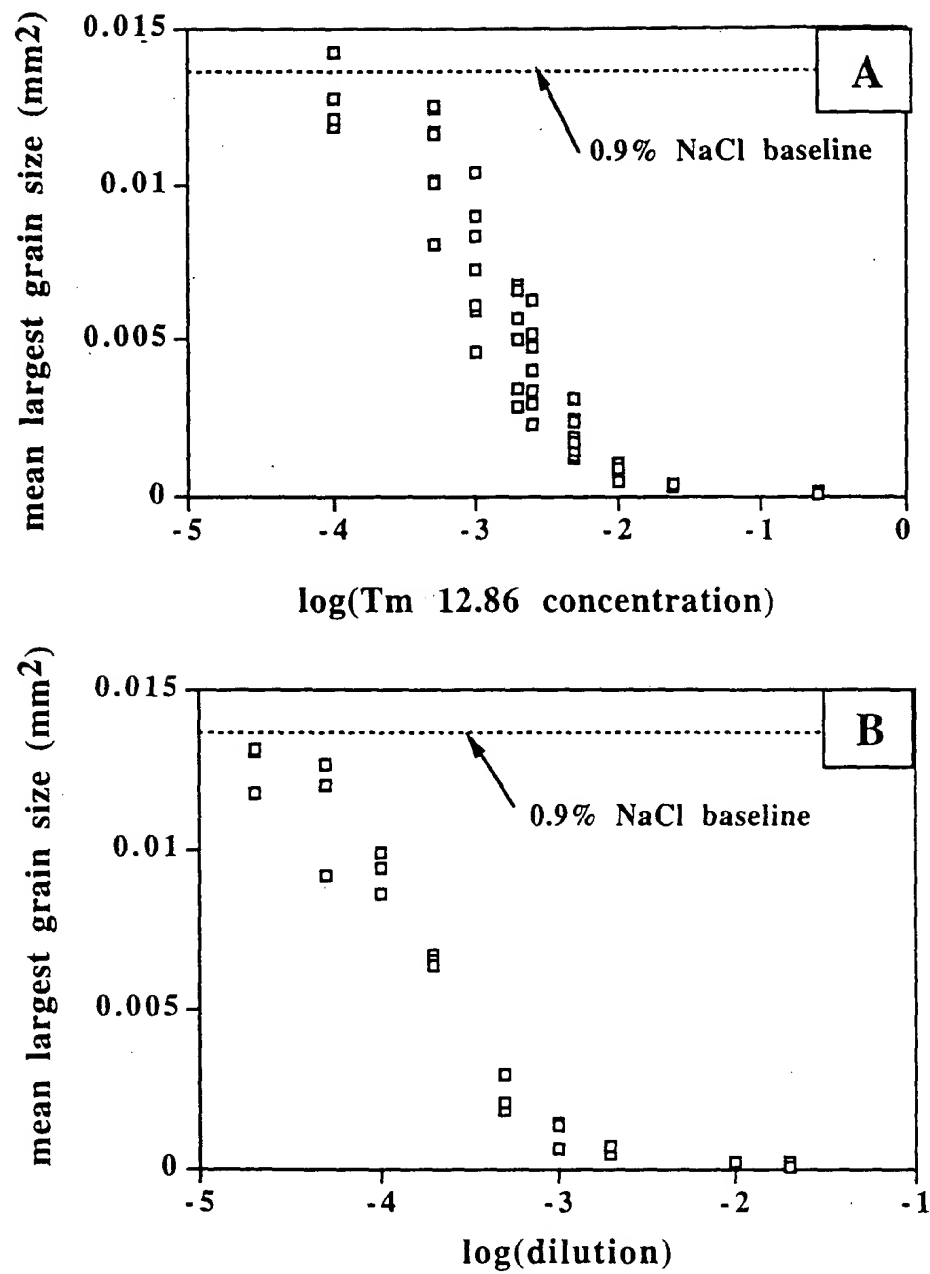 mean largest grain size (mm2)
0.015
0.01
0.005
0
A
0.9% NaCl baseline
-5 -4 -3 -2 -1 0
log(Tm 12.86 concentration)
mean largest grain size (mm2)
0.015
0.01
0.005
0
B
0.9% NaCl baseline
-5 -4 -3 -2 -1
log(dilution)